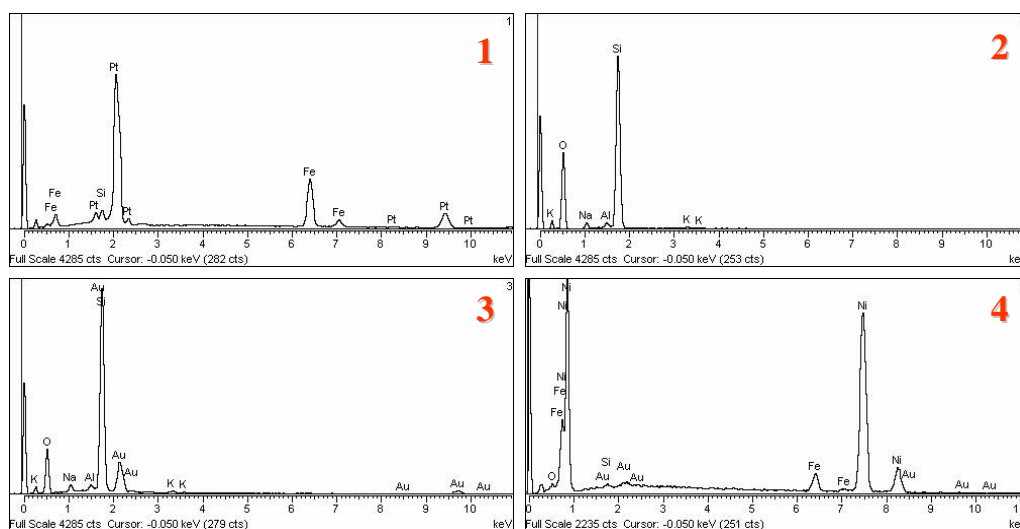 1
1
Pt
Fe
Fe
Fe
Si
Pt
Pt
Fe
Pt
Pt
Pt
0 1 2 3 4 5 6 7 8 9 10
Full Scale 4285 cts Cursor: -0.050 keV (282 cts)
keV
2
Si
O
K
Na
Al
K
K
0 1 2 3 4 5 6 7 8 9 10
Full Scale 4285 cts Cursor: -0.050 keV (253 cts)
ke
3
3
Au
Si
O
Au
K
Na
Al
Au
K
K
Au
Au
Au
0 1 2 3 4 5 6 7 8 9 10
Full Scale 4285 cts Cursor: -0.050 keV (279 cts)
keV
4
Ni
Ni
Ni
Ni
Fe
Fe
Si
O
Au
Au
Au
Fe
Fe
Ni
Au
Au
Au
0 1 2 3 4 5 6 7 8 9 10
Full Scale 2235 cts Cursor: -0.050 keV (251 cts)
ke